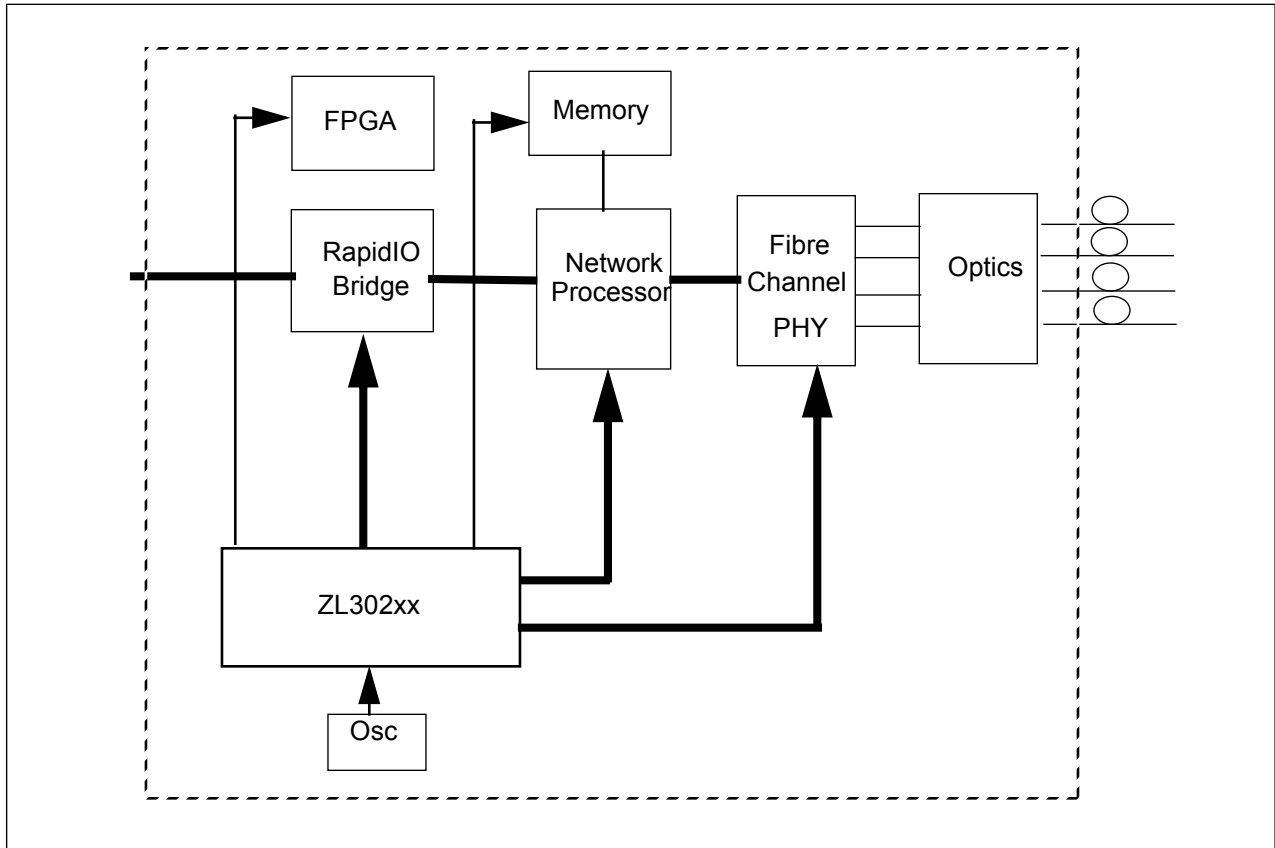 FPGA
Memory
RapidIO
Bridge
Network
Processor
Fibre
Channel
PHY
Optics
ZL302xx
Osc